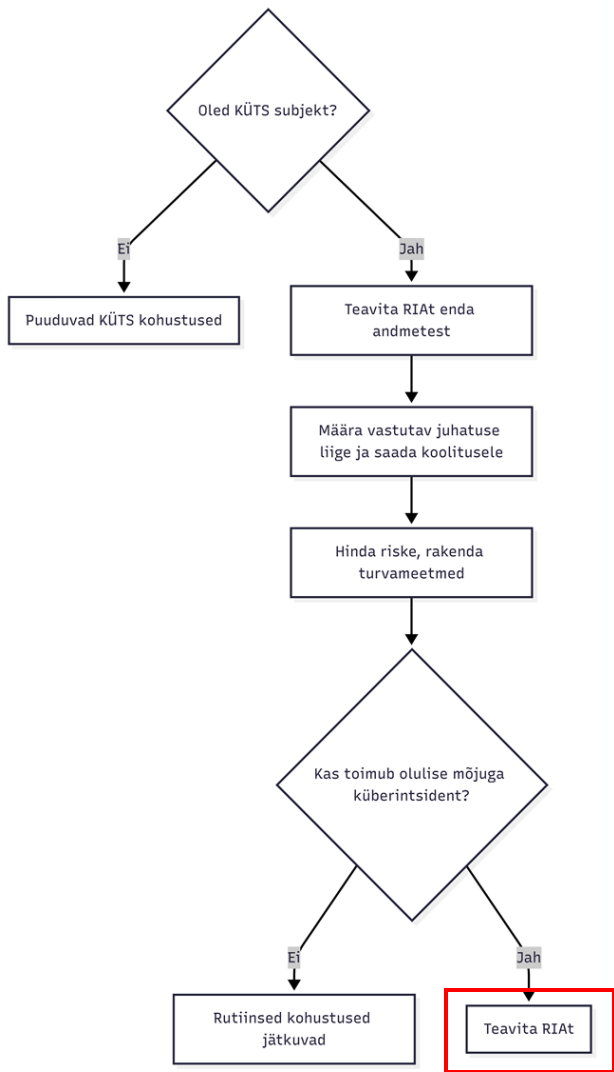 Oled KÜTS subjekt?
Ei
Jah
Puuduvad KÜTS kohustused
Teavita RIAt enda
andmetest
Määra vastutav juhatuse
liige ja saada koolitusele
Hinda riske, rakenda
turvameetmed
Kas toimub olulise mõjuga
küberintsident?
Ei
Jah
Rutiinsed kohustused
jätkuvad
Teavita RIAt